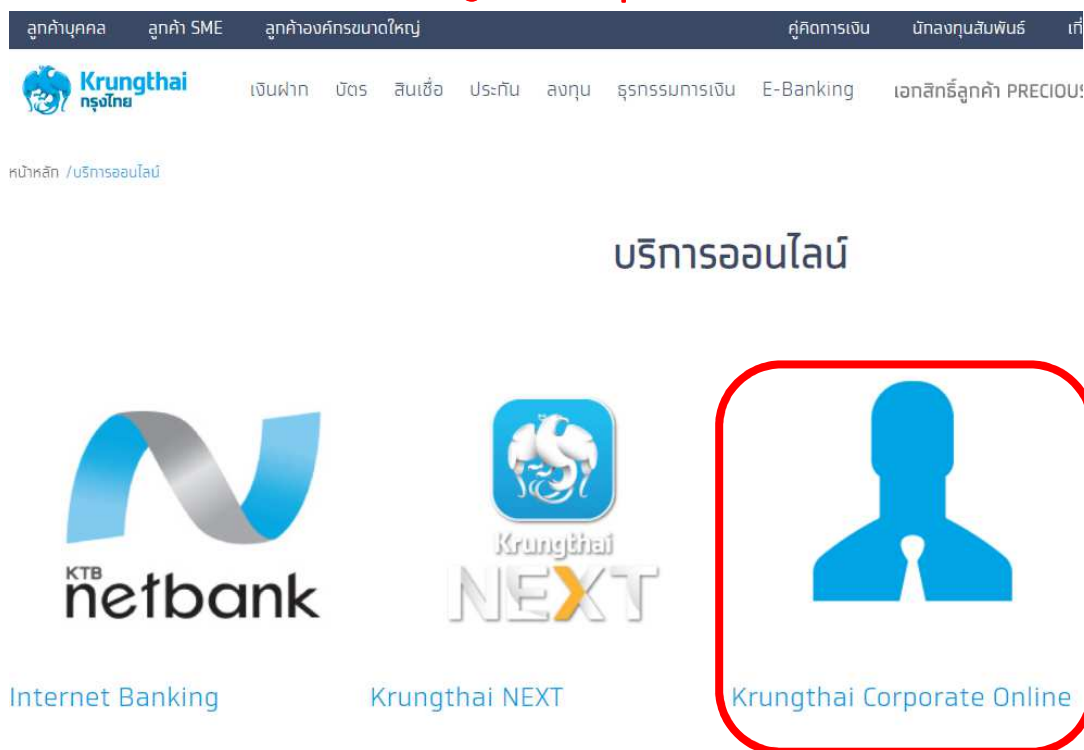 ลูกค้าบุคคล ลูกค้า SME ลูกค้าองค์กรขนาดใหญ่ คู่คิดการเงิน นักลงทุนสัมพันธ์
Krungthai
กรุงไทย
เงินฝาก บัตร สินเชื่อ ประกัน ลงทุน ธุรกรรมการเงิน E-Banking เอกสิทธิ์ลูกค้า PRECIOUS
หน้าหลัก /บริการออนไลน์
บริการออนไลน์
KTB
netbank
Krungthai
NEXT
Internet Banking Krungthai NEXT Krungthai Corporate Online